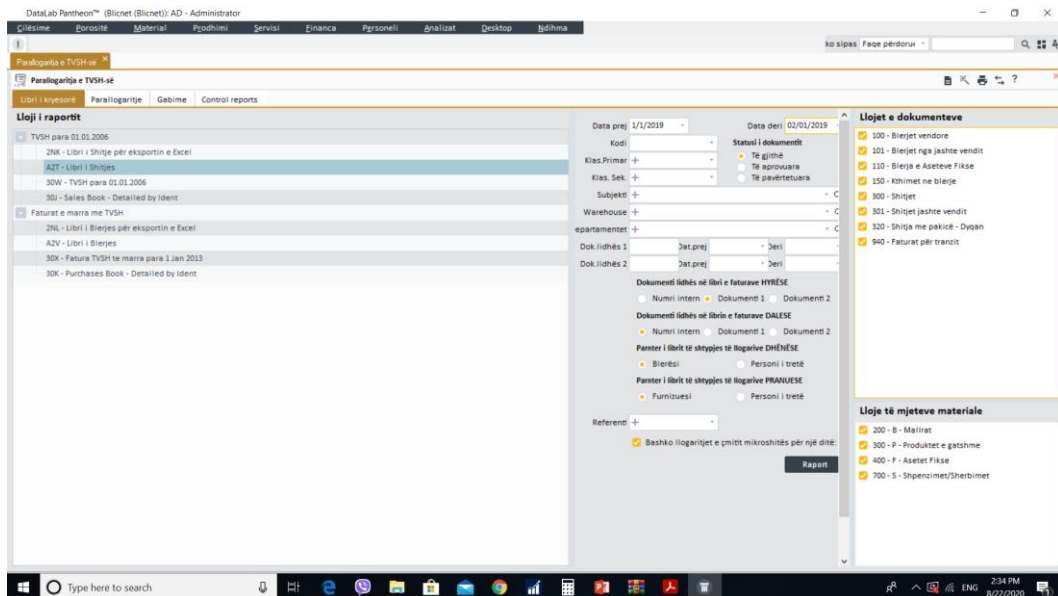 DataLab Pantheon™ (Blicnet (Blicnet)): AD - Administrator
Cilësime Porositë Material Prodhimi Servisi Financa Personeli Analizat Desktop Ndihma
ko sipas Faqe përdorue
Parallogaritja e TVSH-së
Parallogaritja e TVSH-së
Libri i kryesorë Parallogaritje Gabime Control reports
Lloji i raportit
TVSH para 01.01.2006
2NK - Libri i Shitje për eksportin e Excel
A2T - Libri i Shitjes
30W - TVSH para 01.01.2006
30J - Sales Book - Detailed by Ident
Faturat e marra me TVSH
2NL - Libri i Blerjes për eksportin e Excel
A2V - Libri i Blerjes
30X - Fatura TVSH te marra para 1 Jan 2013
30K - Purchases Book - Detailed by Ident
Data prej 1/1/2019 Data deri 02/01/2019
Kodi Statusi i dokumentit
Të gjithë
Klas.Primar Të aprovuara
Klas. Sek. Të pavërtetuara
Subjekti
Warehouse
epartamentet
Dok.lidhës 1 Dat.prej Deri
Dok.lidhës 2 Dat.prej Deri
Dokumenti lidhës në libri e faturave HYRËSE
Numri intern Dokumenti 1 Dokumenti 2
Dokumenti lidhës në librin e faturave DALESE
Numri intern Dokumenti 1 Dokumenti 2
Parnter i librit të shtypjes të llogarive DHËNËSE
Blerësi Personi i tretë
Parnter i librit të shtypjes të llogarive PRANUESE
Furnizuesi Personi i tretë
Referenti
Bashko llogaritjet e çmitit mikroshitës për një ditë:
Raport
Llojet e dokumenteve
100 - Blerjet vendore
101 - Blerjet nga jashte vendit
110 - Blerja e Aseteve Fikse
150 - Kthimet ne blerje
300 - Shitjet
301 - Shitjet jashte vendit
320 - Shitja me pakicë - Dyqan
940 - Faturat për tranzit
Lloje të mjeteve materiale
200 - B - Mallrat
300 - P - Produktet e gatshme
400 - F - Asetet Fikse
700 - S - Shpenzimet/Sherbimet
Type here to search
ENG
2:34 PM
8/22/2020